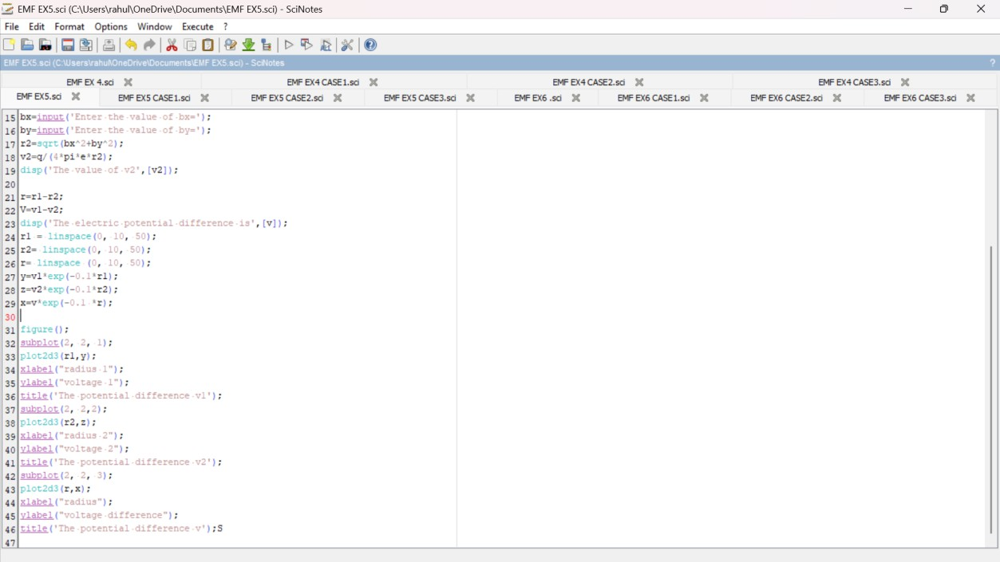 EMF EX5.sci (C:\Users\rahul\OneDrive\Documents\EMF EX5.sci) - SciNotes
File Edit Format Options Window Execute ?
EMF EX5.sci (C:\Users\rahul\OneDrive\Documents\EMF EX5.sci) - SciNotes ?
EMF EX 4.sci EMF EX4 CASE1.sci EMF EX4 CASE2.sci EMF EX4 CASE3.sci
EMF EX5.sci EMF EX5 CASE1.sci EMF EX5 CASE2.sci EMF EX5 CASE3.sci EMF EX6 .sci EMF EX6 CASE1.sci EMF EX6 CASE2.sci EMF EX6 CASE3.sci
15 bx=input('Enter the value of bx=');
16 by=input('Enter the value of by=');
17 r2=sqrt(bx^2+by^2);
18 v2=q/(4*pi*e*r2);
19 disp('The value of v2',[v2]);
20
21 r=r1-r2;
22 V=v1-v2;
23 disp('The electric potential difference is',[v]);
24 r1 = linspace(0, 10, 50);
25 r2= linspace(0, 10, 50);
26 r= linspace (0, 10, 50);
27 y=v1*exp(-0.1*r1);
28 z=v2*exp(-0.1*r2);
29 x=v*exp(-0.1 *r);
30
31 figure();
32 subplot(2, 2, 1);
33 plot2d3(r1,y);
34 xlabel("radius 1");
35 ylabel("voltage 1");
36 title('The potential difference v1');
37 subplot(2, 2,2);
38 plot2d3(r2,z);
39 xlabel("radius 2");
40 ylabel("voltage 2");
41 title('The potential difference v2');
42 subplot(2, 2, 3);
43 plot2d3(r,x);
44 xlabel("radius");
45 ylabel("voltage difference");
46 title('The potential difference v');S
47